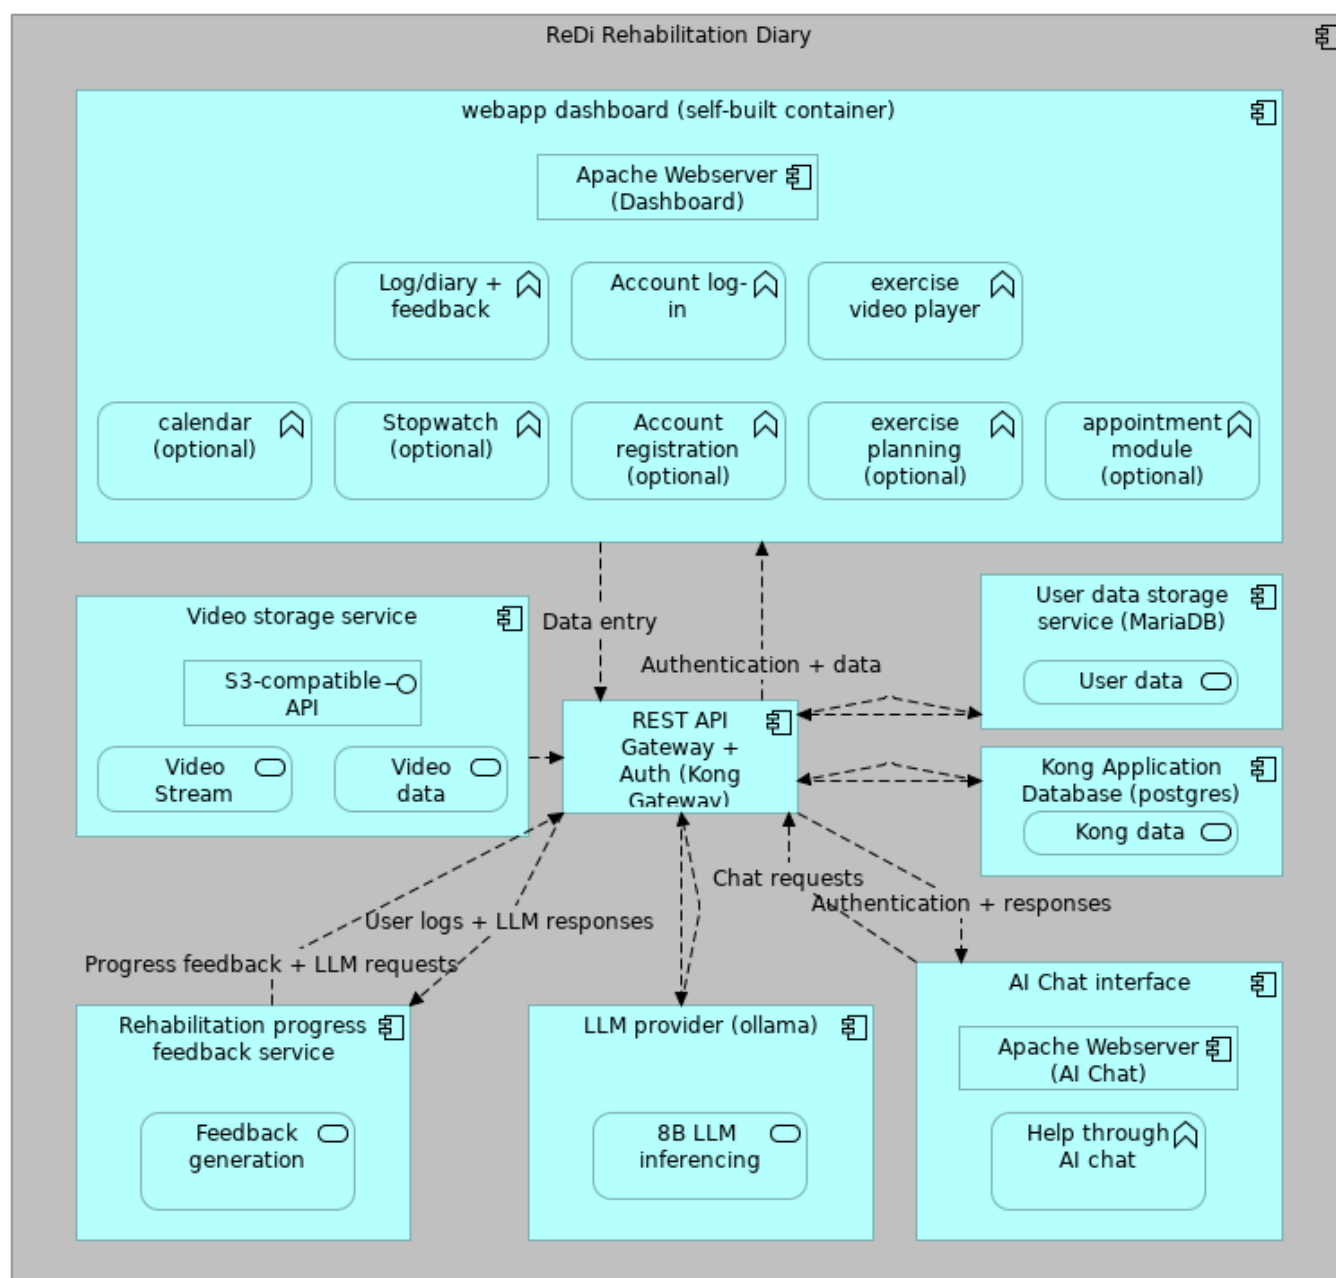 ReDi Rehabilitation Diary
webapp dashboard (self-built container)
Apache Webserver
(Dashboard)
Log/diary +
feedback
Account log-
in
exercise
video player
calendar
(optional)
Stopwatch
(optional)
Account
registration
(optional)
exercise
planning
(optional)
appointment
module
(optional)
Data entry
Authentication + data
Video storage service
S3-compatible
API
Video
Stream
Video
data
REST API
Gateway +
Auth (Kong
Gateway)
User data storage
service (MariaDB)
User data
Kong Application
Database (postgres)
Kong data
Chat requests
Authentication + responses
User logs + LLM responses
Progress feedback + LLM requests
Rehabilitation progress
feedback service
Feedback
generation
LLM provider (ollama)
8B LLM
inferencing
AI Chat interface
Apache Webserver
(AI Chat)
Help through
AI chat